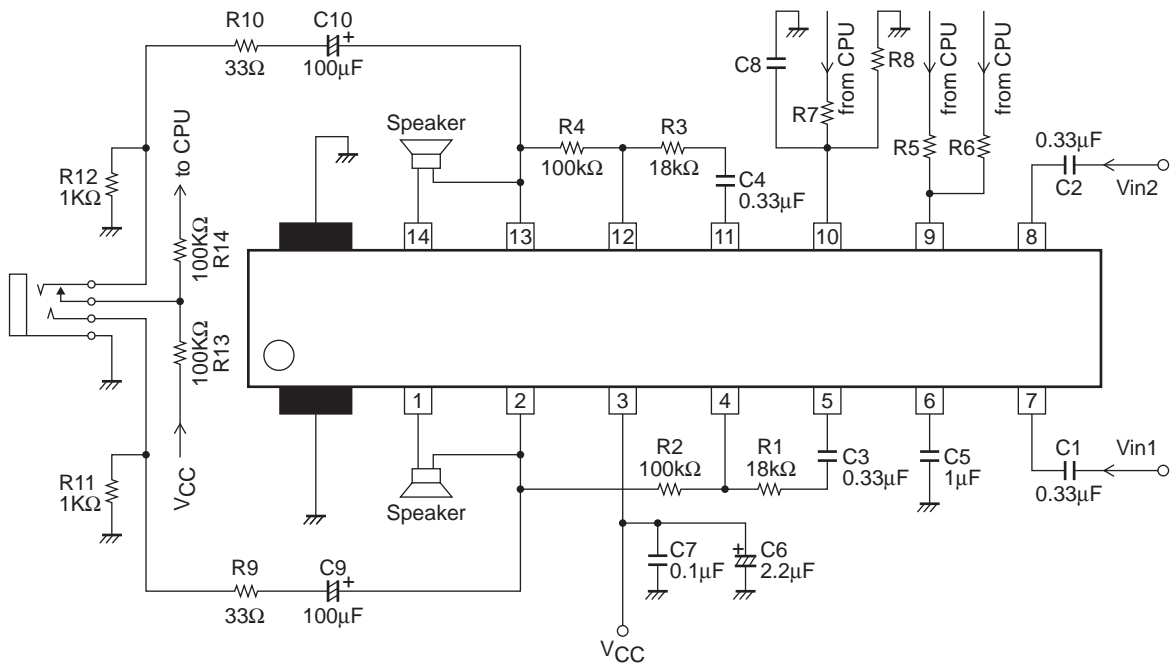 R10
33Ω
C10
+
100μF
C8
R7
from CPU
R8
from CPU
from CPU
R5
R6
Speaker
R4
100kΩ
R3
18kΩ
C4
0.33μF
0.33μF
C2
Vin2
R12
1KΩ
to CPU
100KΩ
R14
14
13
12
11
10
9
8
100KΩ
R13
1
2
3
4
5
6
7
R11
1KΩ
VCC
Speaker
R2
100kΩ
R1
18kΩ
C3
0.33μF
C5
1μF
C1
0.33μF
Vin1
C7
0.1μF
+
C6
2.2μF
R9
33Ω
C9
+
100μF
VCC